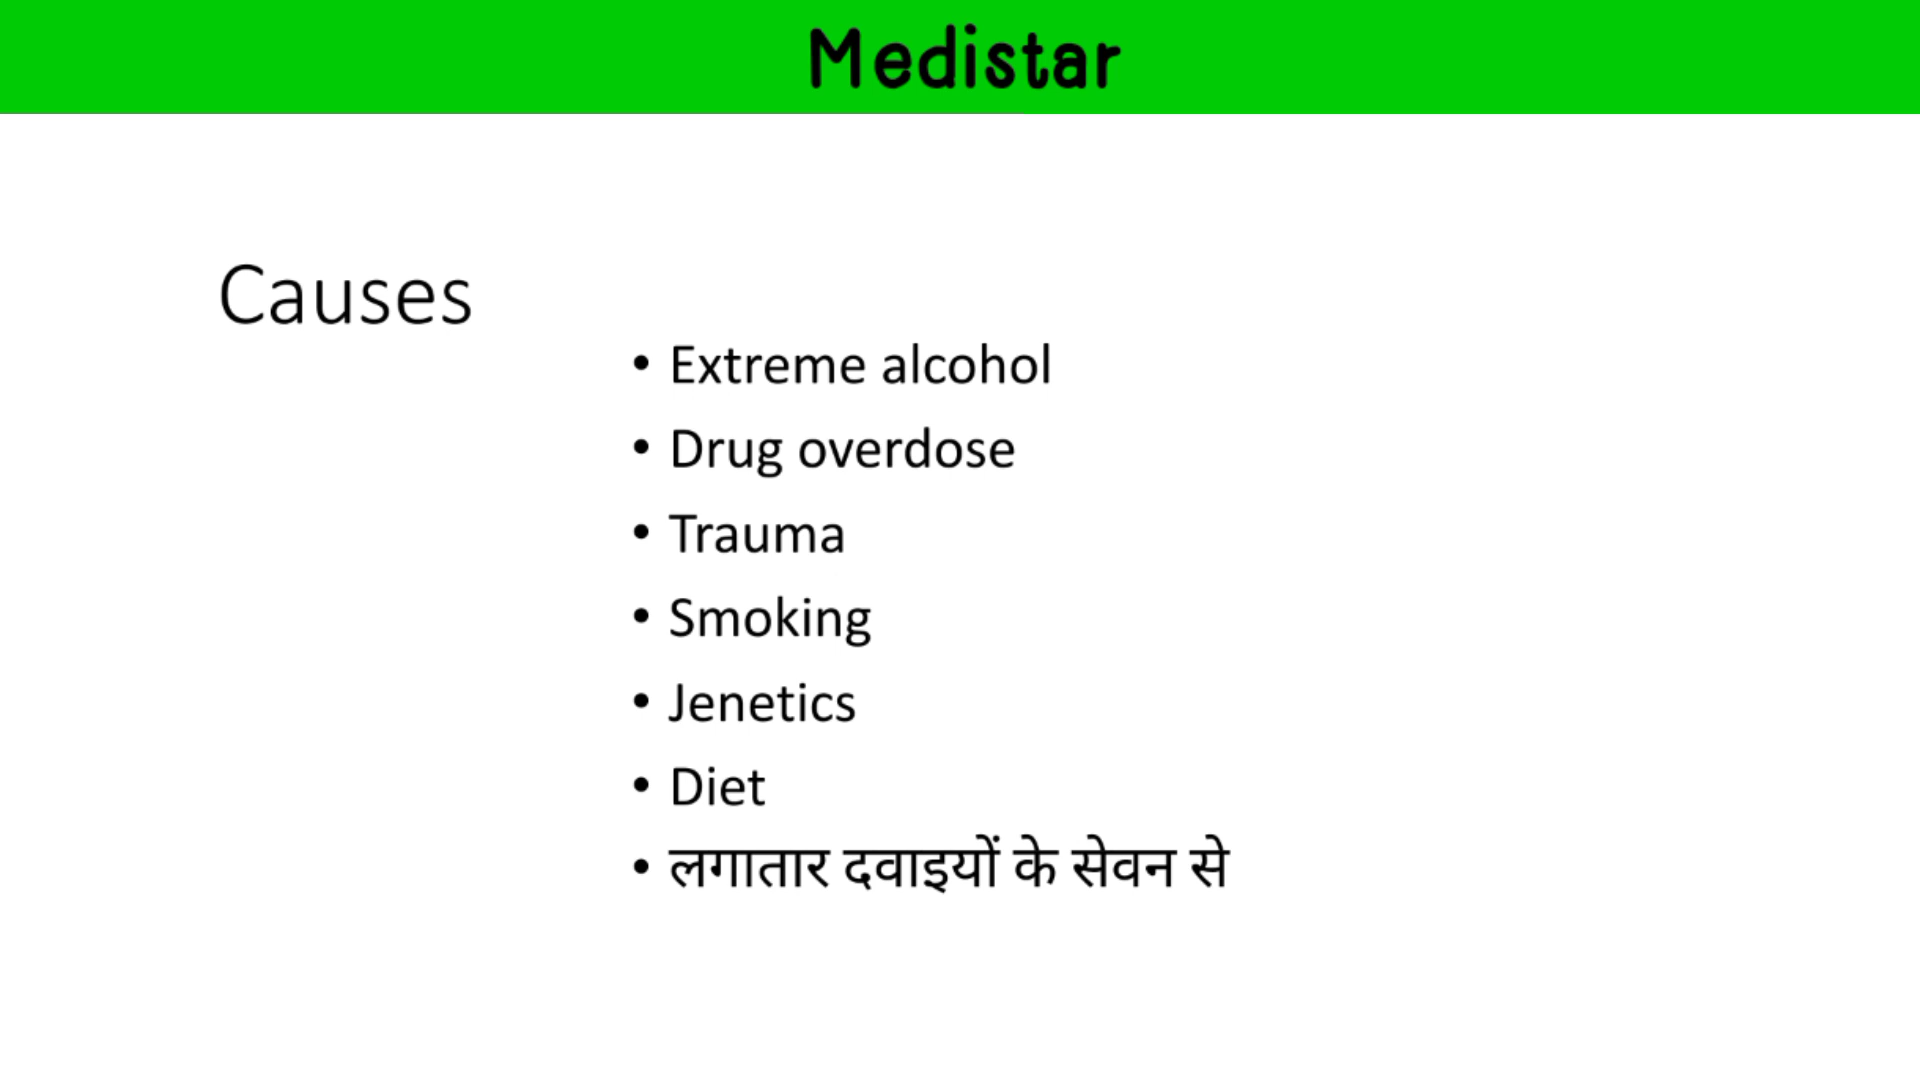 Medistar
Causes
• Extreme alcohol
• Drug overdose
• Trauma
• Smoking
• Jenetics
• Diet
• लगातार दवाइयों के सेवन से